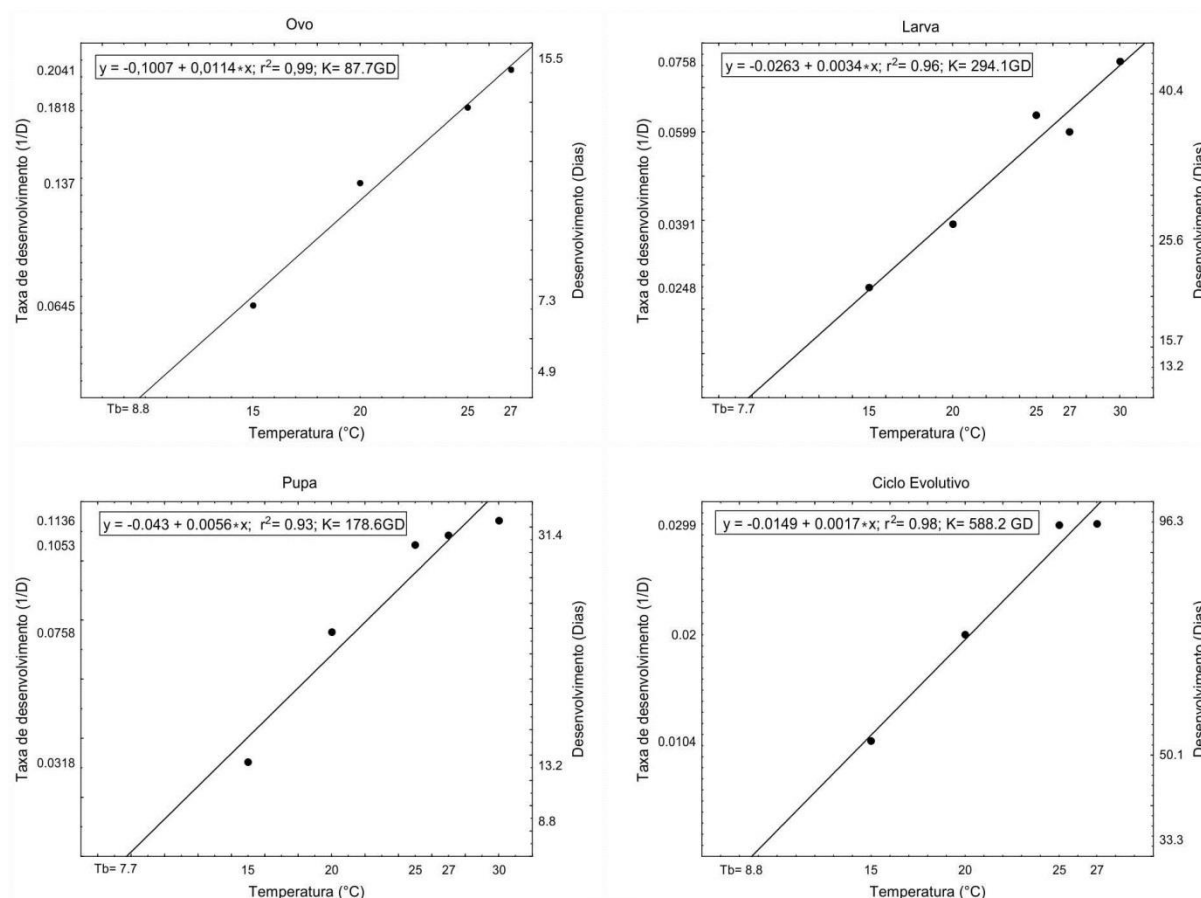 Ovo
y = -0,1007 + 0,0114*x; r2= 0,99; K= 87.7GD
Taxa de desenvolvimento (1/D)
0.2041
0.1818
0.137
0.0645
Desenvolvimento (Dias)
15.5
7.3
4.9
Tb= 8.8
15
20
25
27
Temperatura (°C)
Larva
y = -0.0263 + 0.0034*x; r2= 0.96; K= 294.1GD
Taxa de desenvolvimento (1/D)
0.0758
0.0599
0.0391
0.0248
Desenvolvimento (Dias)
40.4
25.6
15.7
13.2
Tb= 7.7
15
20
25
27
30
Temperatura (°C)
Pupa
y = -0.043 + 0.0056*x; r2= 0.93; K= 178.6GD
Taxa de desenvolvimento (1/D)
0.1136
0.1053
0.0758
0.0318
Desenvolvimento (Dias)
31.4
13.2
8.8
Tb= 7.7
15
20
25
27
30
Temperatura (°C)
Ciclo Evolutivo
y = -0.0149 + 0.0017*x; r2= 0.98; K= 588.2 GD
Taxa de desenvolvimento (1/D)
0.0299
0.02
0.0104
Desenvolvimento (Dias)
96.3
50.1
33.3
Tb= 8.8
15
20
25
27
Temperatura (°C)